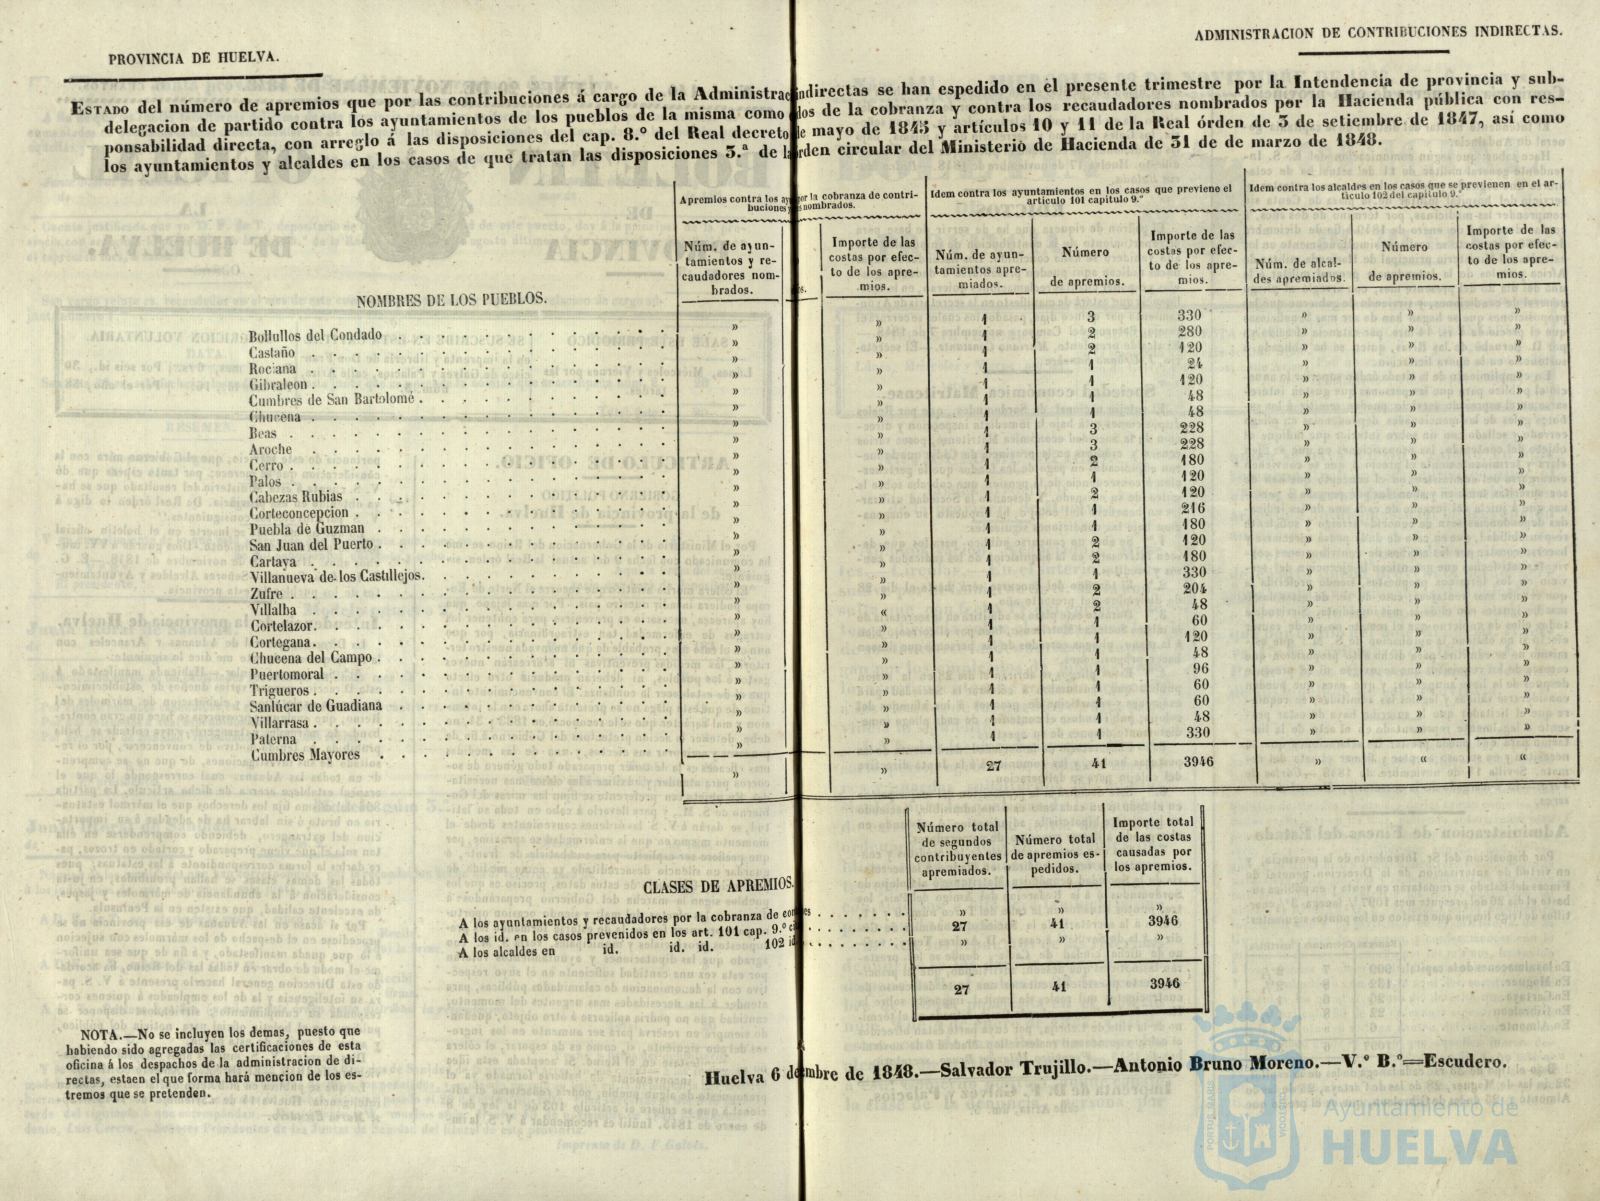 PROVINCIA DE HUELVA.
ADMINISTRACION DE CONTRIBUCIONES INDIRECTAS.
ESTADO del número de apremios que por las contribuciones á cargo de la Administrac indirectas se han espedido en el presente trimestre por la Intendencia de provincia y sub-
delegacion de partido contra los ayuntamientos de los pueblos de la misma como dos de la cobranza y contra los recaudadores nombrados por la Hacienda pública con res-
ponsabilidad directa, con arreglo á las disposiciones del cap. 8.º del Real decreto de mayo de 1845 y artículos 10 y 11 de la Real órden de 3 de setiembre de 1847, así como
los ayuntamientos y alcaldes en los casos de que tratan las disposiciones 3.ª de la orden circular del Ministerio de Hacienda de 31 de de marzo de 1848.
Apremios contra los ay por la cobranza de contri-
buciones y nombrados.
Idem contra los ayuntamientos en los casos que previene el
artículo 101 capitulo 9.º
Idem contra los alcaldes en los casos que se previenen en el ar-
tículo 102 del capítulo 9.º
NOMBRES DE LOS PUEBLOS.
Núm. de ayun-
tamientos y re-
caudadores nom-
brados.
s.
Importe de las
costas por efec-
to de los apre-
mios.
Núm. de ayun-
tamientos apre-
miados.
Número
de apremios.
Importe de las
costas por efec-
to de los apre-
mios.
Núm. de alcal-
des apremiados.
Número
de apremios.
Importe de las
costas por efec-
to de los apre-
mios.
Bollullos del Condado » » 1 3 330 » » »
Castaño » » 1 2 280 » » »
Rociana » » 1 2 120 » » »
Gibraleon » » 1 1 24 » » »
Cumbres de San Bartolomé » » 1 1 120 » » »
Chucena » » 1 1 48 » » »
Beas » » 1 1 48 » » »
Aroche » » 1 3 228 » » »
Cerro » » 1 3 228 » » »
Palos » » 1 2 180 » » »
Cabezas Rubias » » 1 1 120 » » »
Corteconcepcion » » 1 2 120 » » »
Puebla de Guzman » » 1 1 216 » » »
San Juan del Puerto » » 1 1 180 » » »
Cartaya » » 1 2 120 » » »
Villanueva de los Castillejos. » » 1 2 180 » » »
Zufre » » 1 1 330 » » »
Villalba » » 1 2 204 » » »
Cortelazor. » « 1 2 48 » » »
Cortegana. » » 1 1 60 » » »
Chucena del Campo » » 1 1 120 » » »
Puertomoral » » 1 1 48 » » »
Trigueros » » 1 1 96 » » »
Sanlúcar de Guadiana » » 1 1 60 » » »
Villarrasa » » 1 1 60 » » »
Paterna » » 1 1 48 » » »
Cumbres Mayores » » 1 1 330 » » »
» » 27 41 3946 » « «
CLASES DE APREMIOS.
Número total
de segundos
contribuyentes
apremiados.
Número total
de apremios es-
pedidos.
Importe total
de las costas
causadas por
los apremios.
A los ayuntamientos y recaudadores por la cobranza de con es » » »
A los id. en los casos prevenidos en los art. 101 cap. 9.º c 27 41 3946
A los alcaldes en id. id. id. 102 id » » »
27 41 3946
NOTA.—No se incluyen los demas, puesto que
habiendo sido agregadas las certificaciones de esta
oficina á los despachos de la administracion de di-
rectas, estaen el que forma hará mencion de los es-
tremos que se pretenden.
Huelva 6 de mbre de 1848.—Salvador Trujillo.—Antonio Bruno Moreno.—V.º B.º=Escudero.
Ayuntamiento de
HUELVA